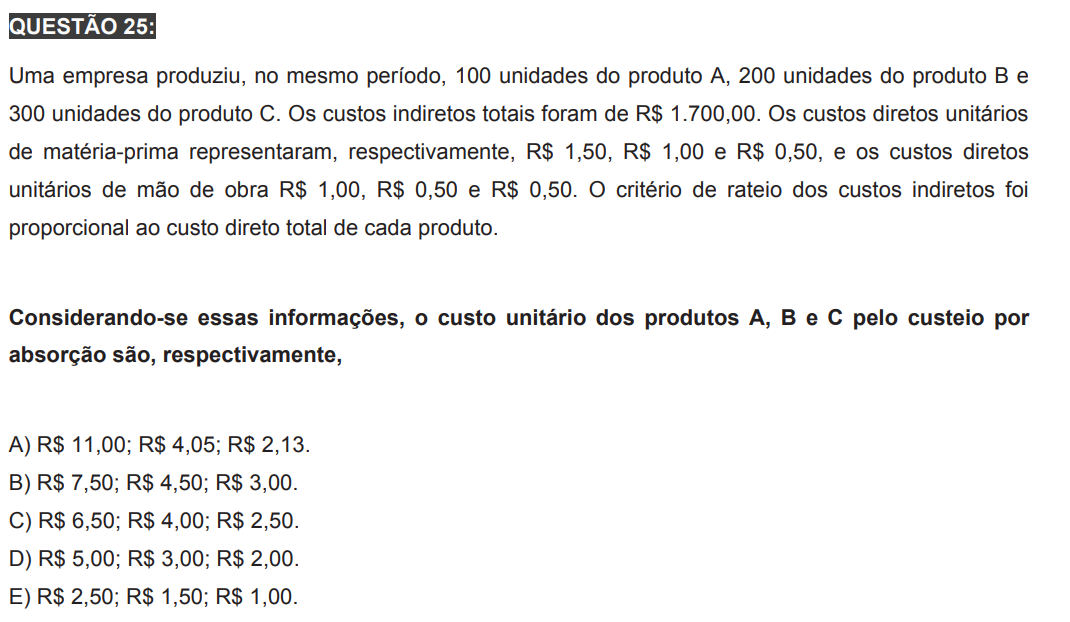 QUESTÃO 25:
Uma empresa produziu, no mesmo período, 100 unidades do produto A, 200 unidades do produto B e
300 unidades do produto C. Os custos indiretos totais foram de R$ 1.700,00. Os custos diretos unitários
de matéria-prima representaram, respectivamente, R$ 1,50, R$ 1,00 e R$ 0,50, e os custos diretos
unitários de mão de obra R$ 1,00, R$ 0,50 e R$ 0,50. O critério de rateio dos custos indiretos foi
proporcional ao custo direto total de cada produto.
Considerando-se essas informações, o custo unitário dos produtos A, B e C pelo custeio por
absorção são, respectivamente,
A) R$ 11,00; R$ 4,05; R$ 2,13.
B) R$ 7,50; R$ 4,50; R$ 3,00.
C) R$ 6,50; R$ 4,00; R$ 2,50.
D) R$ 5,00; R$ 3,00; R$ 2,00.
E) R$ 2,50; R$ 1,50; R$ 1,00.